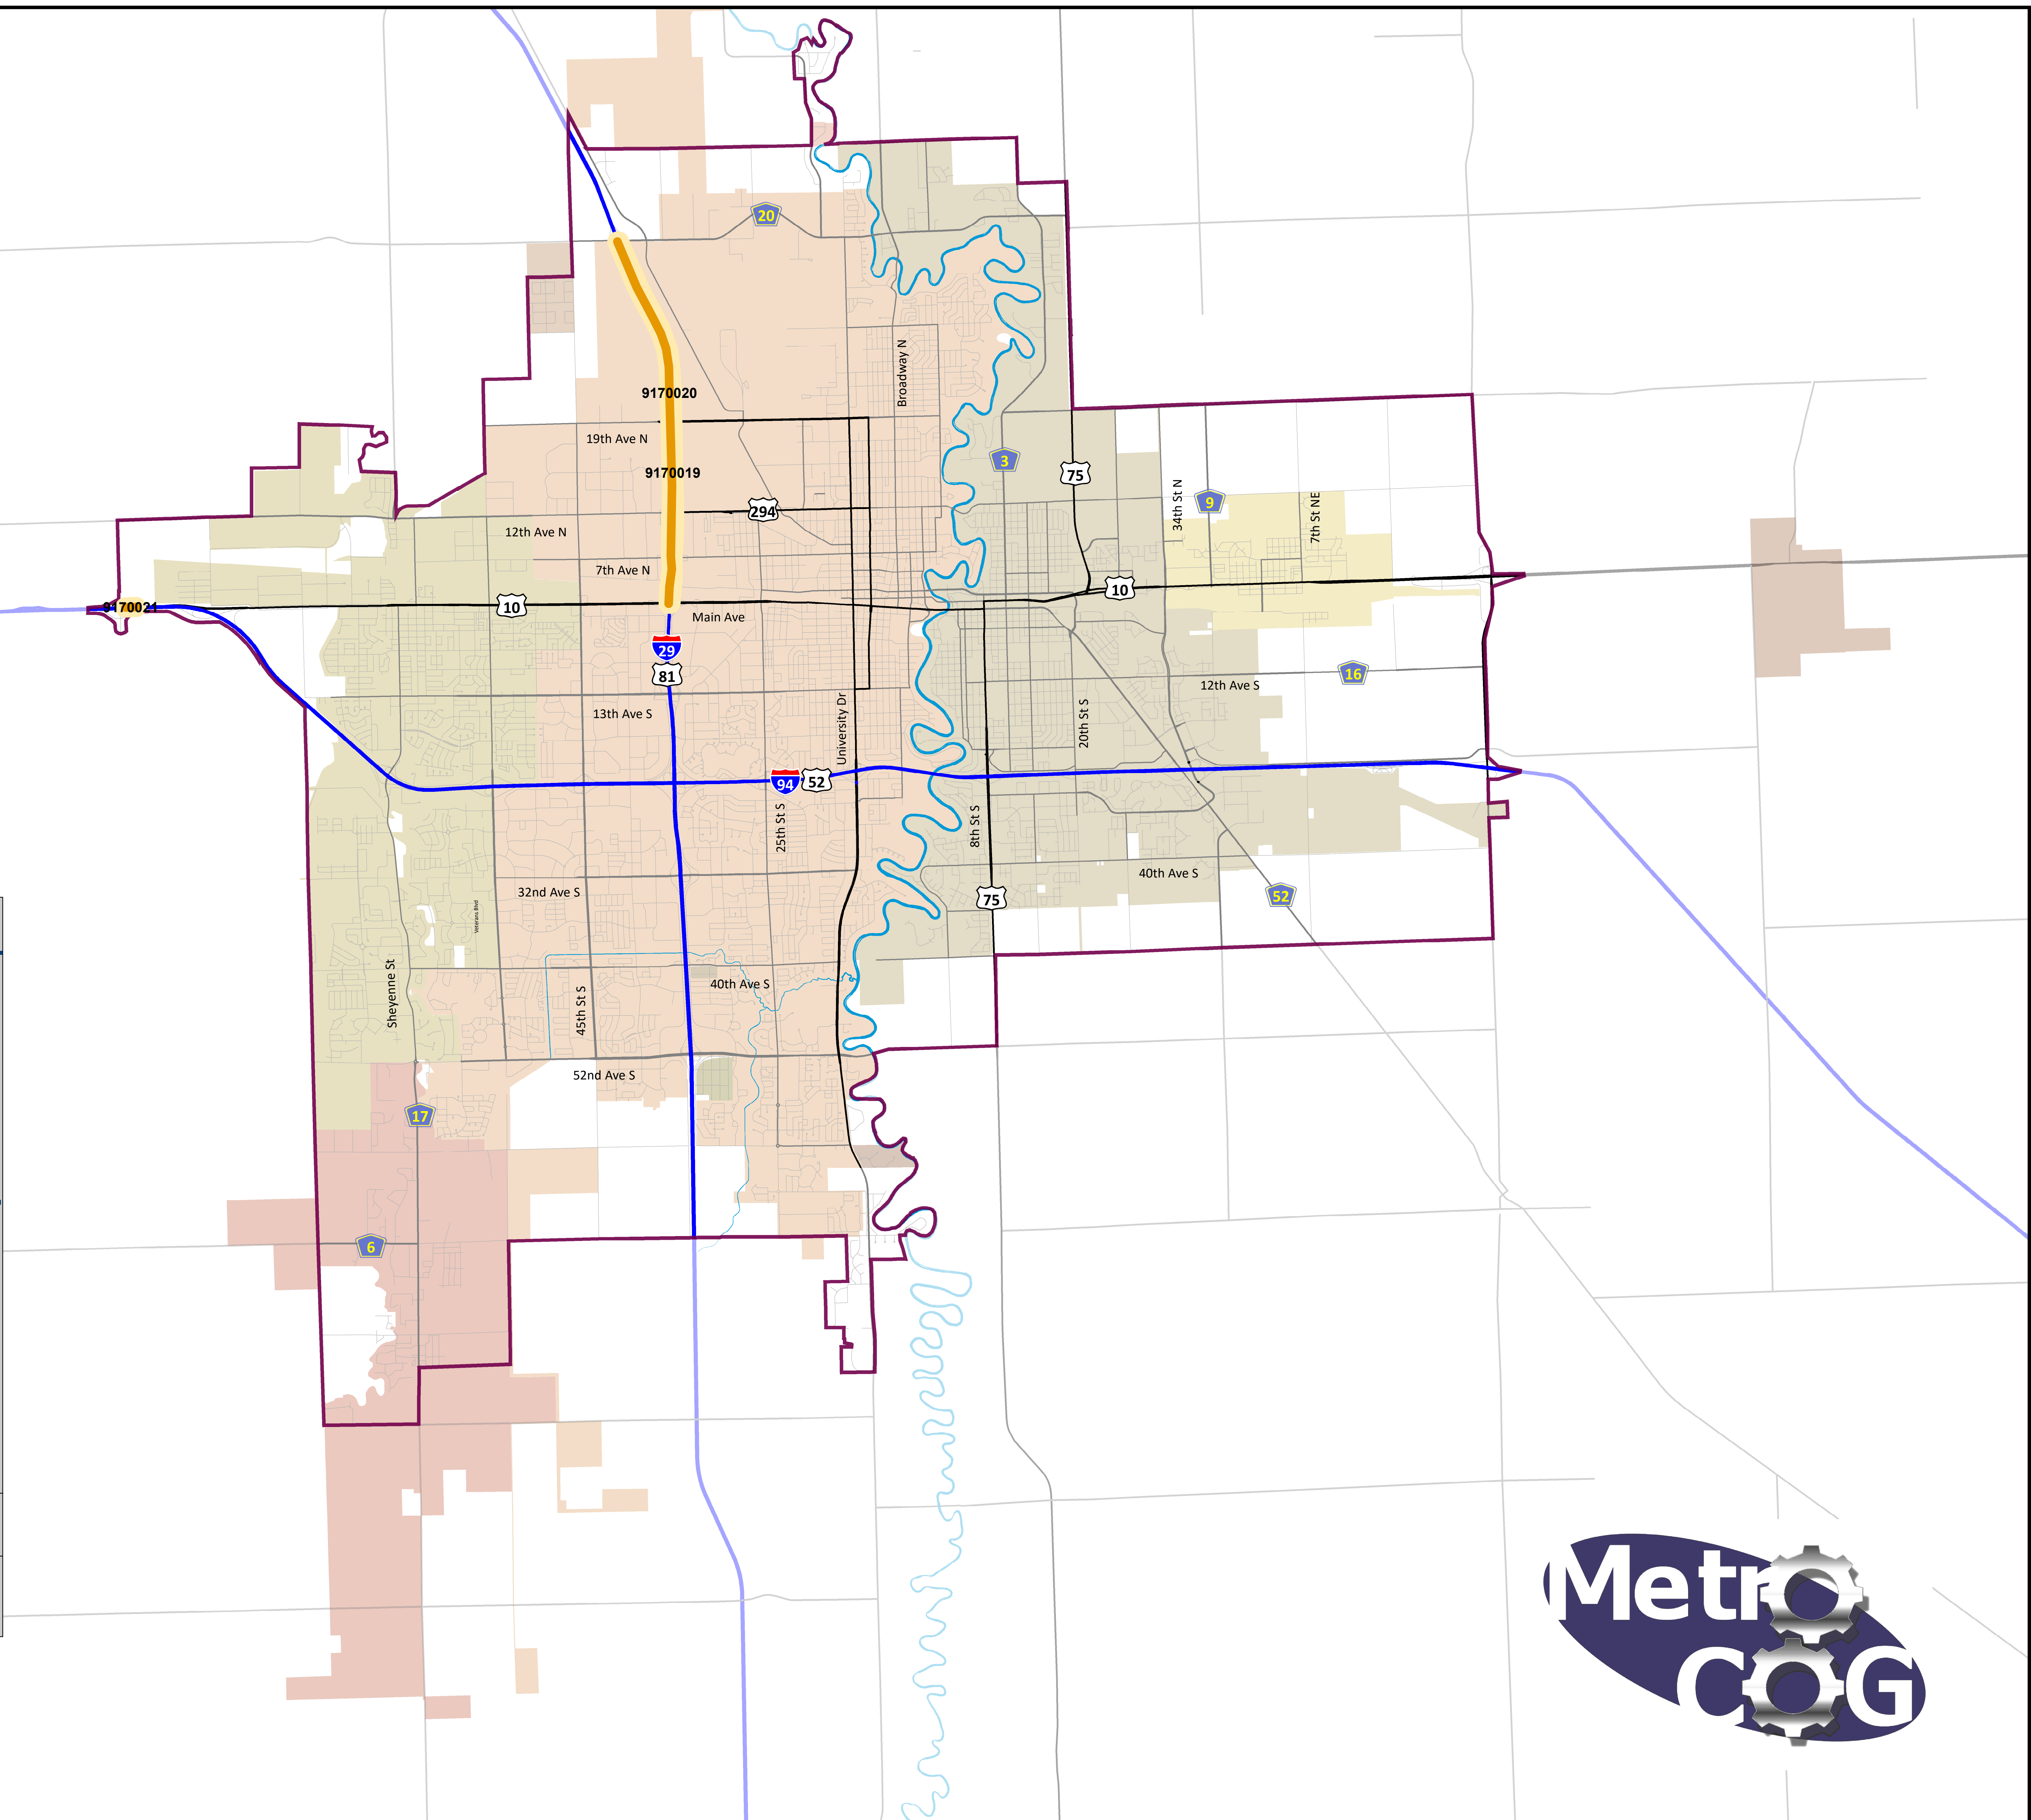 20
Broadway N
9170020
19th Ave N
3
9170019
75
34th St N
9
7th St NE
294
12th Ave N
7th Ave N
10
9170021
10
Main Ave
29
81
16
12th Ave S
13th Ave S
University Dr
20th St S
94
52
25th St S
8th St S
40th Ave S
32nd Ave S
75
52
Veterans Blvd
Sheyenne St
45th St S
40th Ave S
52nd Ave S
17
6
Metro
COG